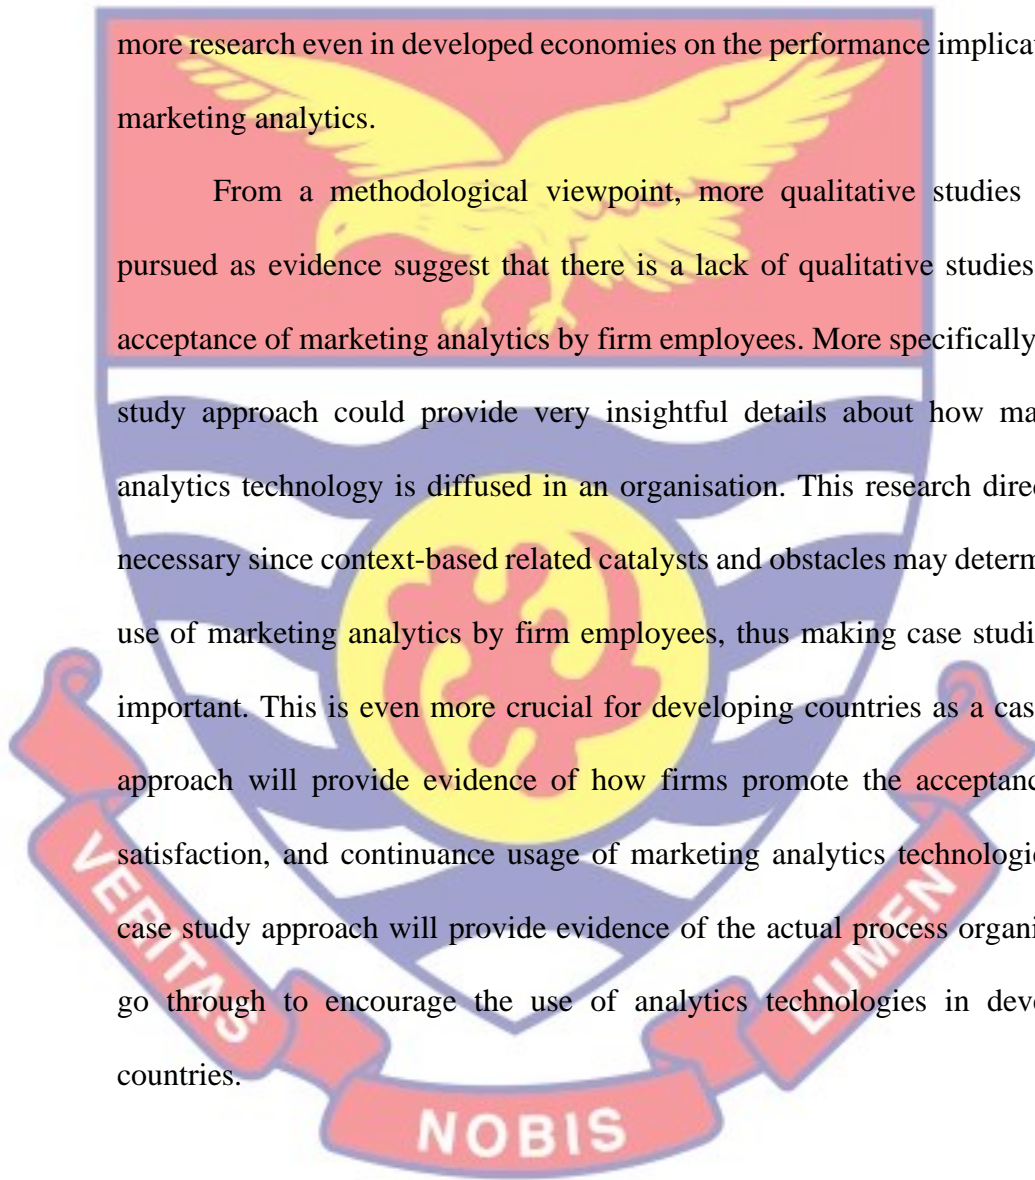 more research even in developed economies on the performance implicat
marketing analytics.
From a methodological viewpoint, more qualitative studies
pursued as evidence suggest that there is a lack of qualitative studies
acceptance of marketing analytics by firm employees. More specifically
study approach could provide very insightful details about how ma
analytics technology is diffused in an organisation. This research direc
necessary since context-based related catalysts and obstacles may determ
use of marketing analytics by firm employees, thus making case studi
important. This is even more crucial for developing countries as a cas
approach will provide evidence of how firms promote the acceptanc
satisfaction, and continuance usage of marketing analytics technologi
case study approach will provide evidence of the actual process organi
go through to encourage the use of analytics technologies in deve
countries.
VERITAS
NOBIS
LUMEN